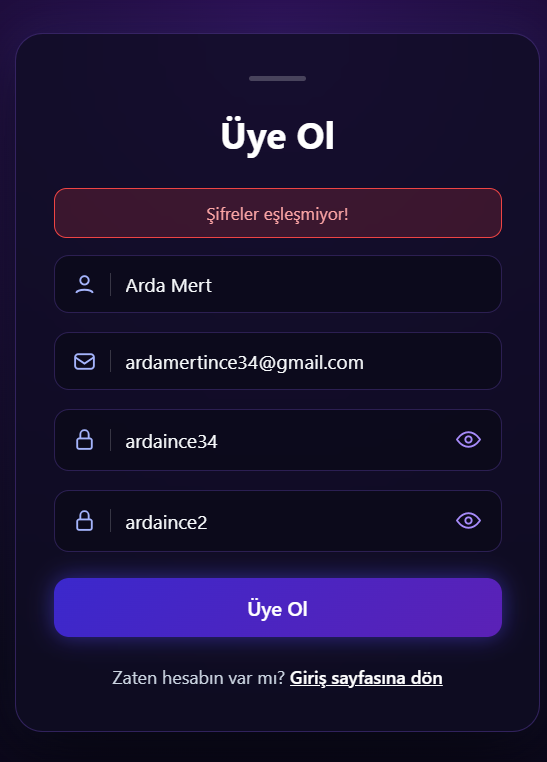 Üye Ol
Şifreler eşleşmiyor!
Arda Mert
ardamertince34@gmail.com
ardaince34
ardaince2
Üye Ol
Zaten hesabın var mı? Giriş sayfasına dön